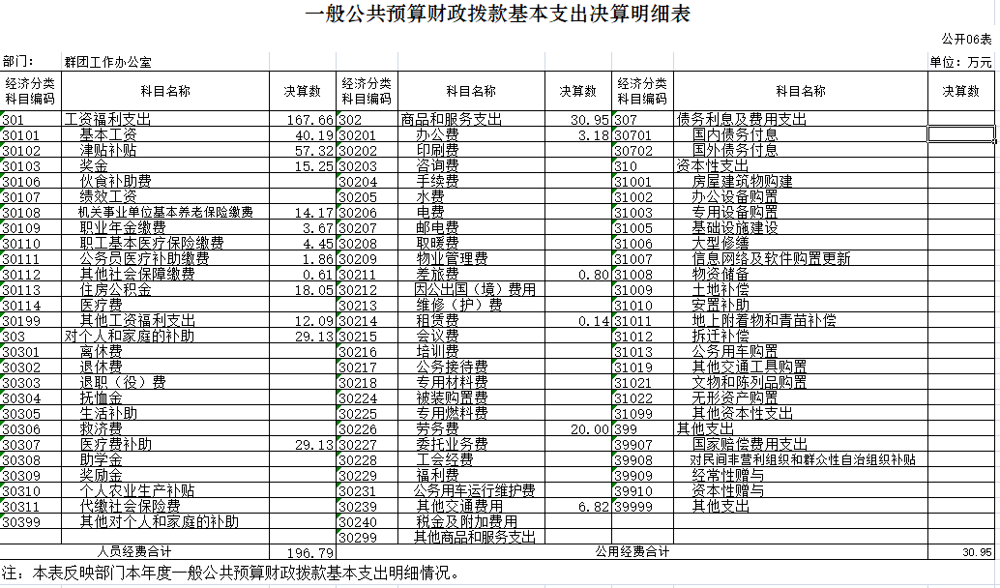 一般公共预算财政拨款基本支出决算明细表
公开06表
部门： 群团工作办公室 单位：万元
经济分类科目编码 科目名称 决算数 经济分类科目编码 科目名称 决算数 经济分类科目编码 科目名称 决算数
301 工资福利支出 167.66 302 商品和服务支出 30.95 307 债务利息及费用支出
30101 基本工资 40.19 30201 办公费 3.18 30701 国内债务付息
30102 津贴补贴 57.32 30202 印刷费 30702 国外债务付息
30103 奖金 15.25 30203 咨询费 310 资本性支出
30106 伙食补助费 30204 手续费 31001 房屋建筑物购建
30107 绩效工资 30205 水费 31002 办公设备购置
30108 机关事业单位基本养老保险缴费 14.17 30206 电费 31003 专用设备购置
30109 职业年金缴费 3.67 30207 邮电费 31005 基础设施建设
30110 职工基本医疗保险缴费 4.45 30208 取暖费 31006 大型修缮
30111 公务员医疗补助缴费 1.86 30209 物业管理费 31007 信息网络及软件购置更新
30112 其他社会保障缴费 0.61 30211 差旅费 0.80 31008 物资储备
30113 住房公积金 18.05 30212 因公出国（境）费用 31009 土地补偿
30114 医疗费 30213 维修（护）费 31010 安置补助
30199 其他工资福利支出 12.09 30214 租赁费 0.14 31011 地上附着物和青苗补偿
303 对个人和家庭的补助 29.13 30215 会议费 31012 拆迁补偿
30301 离休费 30216 培训费 31013 公务用车购置
30302 退休费 30217 公务接待费 31019 其他交通工具购置
30303 退职（役）费 30218 专用材料费 31021 文物和陈列品购置
30304 抚恤金 30224 被装购置费 31022 无形资产购置
30305 生活补助 30225 专用燃料费 31099 其他资本性支出
30306 救济费 30226 劳务费 20.00 399 其他支出
30307 医疗费补助 29.13 30227 委托业务费 39907 国家赔偿费用支出
30308 助学金 30228 工会经费 39908 对民间非营利组织和群众性自治组织补贴
30309 奖励金 30229 福利费 39909 经常性赠与
30310 个人农业生产补贴 30231 公务用车运行维护费 39910 资本性赠与
30311 代缴社会保险费 30239 其他交通费用 6.82 39999 其他支出
30399 其他对个人和家庭的补助 30240 税金及附加费用
30299 其他商品和服务支出
人员经费合计 196.79 公用经费合计 30.95
注：本表反映部门本年度一般公共预算财政拨款基本支出明细情况。